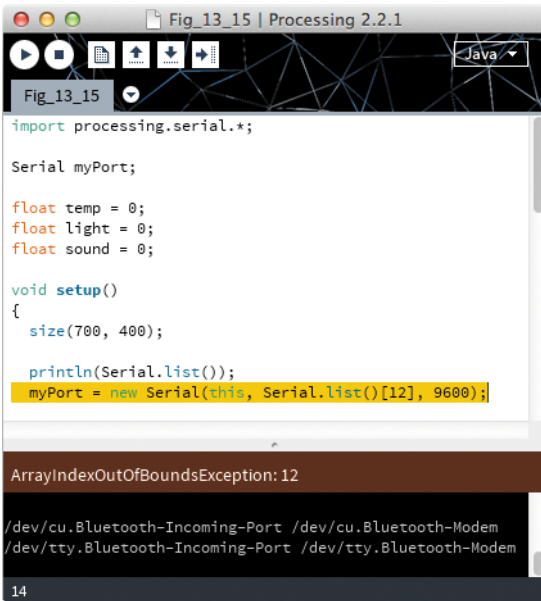 Fig_13_15 | Processing 2.2.1
Java
Fig_13_15
import processing.serial.*;
Serial myPort;
float temp = 0;
float light = 0;
float sound = 0;
void setup()
{
size(700, 400);
println(Serial.list());
myPort = new Serial(this, Serial.list()[12], 9600);
ArrayIndexOutOfBoundsException: 12
/dev/cu.Bluetooth-Incoming-Port /dev/cu.Bluetooth-Modem
/dev/tty.Bluetooth-Incoming-Port /dev/tty.Bluetooth-Modem
14